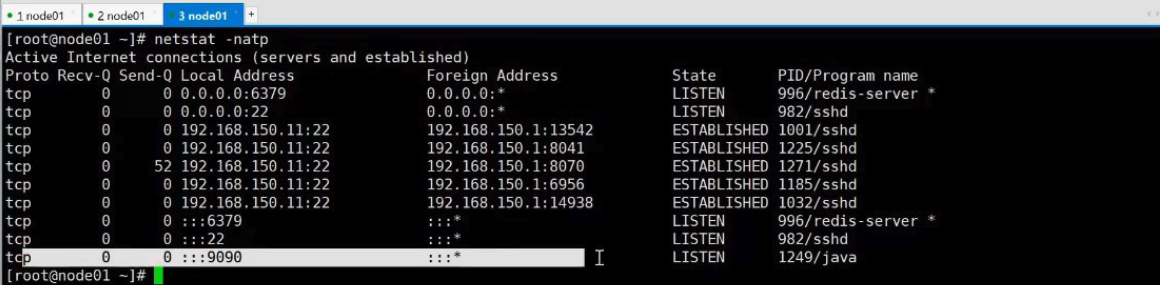 1 node01 2 node01 3 node01 +
[root@node01 ~]# netstat -natp
Active Internet connections (servers and established)
Proto Recv-Q Send-Q Local Address Foreign Address State PID/Program name
tcp 0 0 0.0.0.0:6379 0.0.0.0:* LISTEN 996/redis-server *
tcp 0 0 0.0.0.0:22 0.0.0.0:* LISTEN 982/sshd
tcp 0 0 192.168.150.11:22 192.168.150.1:13542 ESTABLISHED 1001/sshd
tcp 0 0 192.168.150.11:22 192.168.150.1:8041 ESTABLISHED 1225/sshd
tcp 0 52 192.168.150.11:22 192.168.150.1:8070 ESTABLISHED 1271/sshd
tcp 0 0 192.168.150.11:22 192.168.150.1:6956 ESTABLISHED 1185/sshd
tcp 0 0 192.168.150.11:22 192.168.150.1:14938 ESTABLISHED 1032/sshd
tcp 0 0 :::6379 :::* LISTEN 996/redis-server *
tcp 0 0 :::22 :::* LISTEN 982/sshd
tcp 0 0 :::9090 :::* LISTEN 1249/java
[root@node01 ~]#